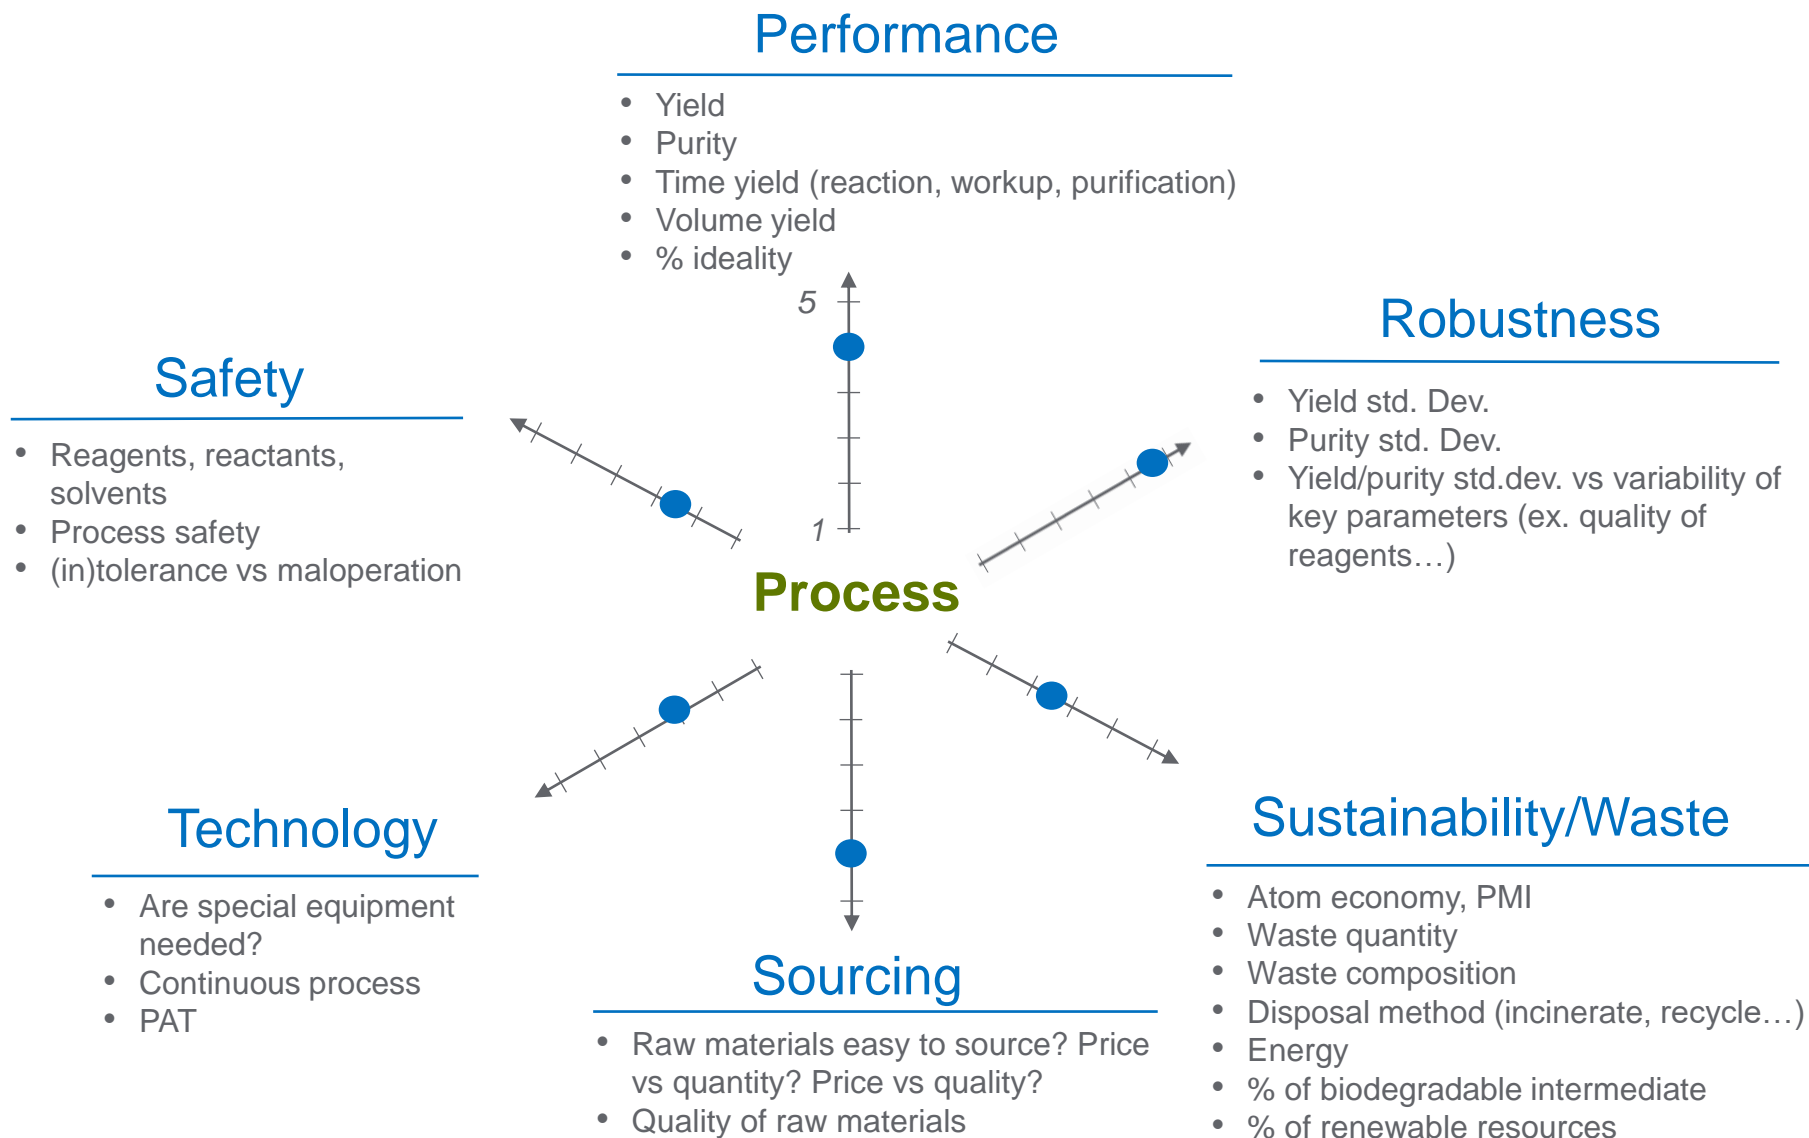 Performance
• Yield
• Purity
• Time yield (reaction, workup, purification)
• Volume yield
• % ideality
5
1
Robustness
• Yield std. Dev.
• Purity std. Dev.
• Yield/purity std.dev. vs variability of
key parameters (ex. quality of
reagents…)
Safety
• Reagents, reactants,
solvents
• Process safety
• (in)tolerance vs maloperation
Process
Technology
• Are special equipment
needed?
• Continuous process
• PAT
Sourcing
• Raw materials easy to source? Price
vs quantity? Price vs quality?
• Quality of raw materials
Sustainability/Waste
• Atom economy, PMI
• Waste quantity
• Waste composition
• Disposal method (incinerate, recycle…)
• Energy
• % of biodegradable intermediate
• % of renewable resources